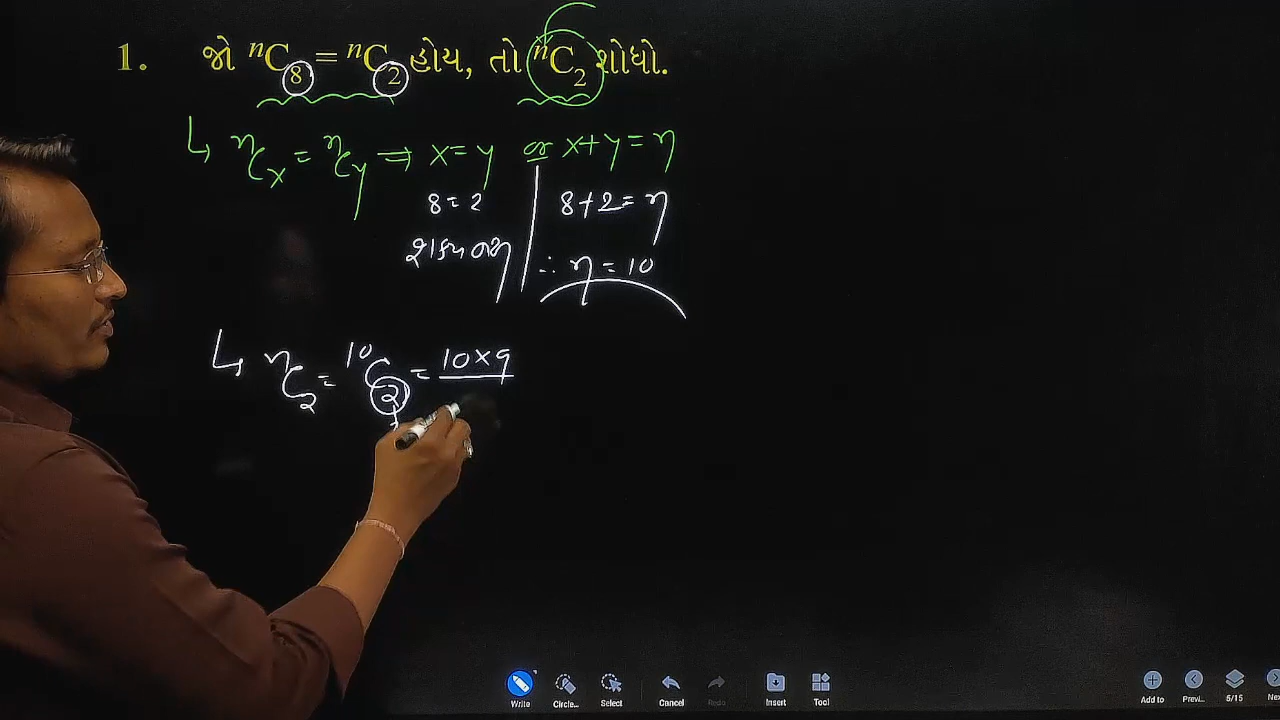 1. જો ⁿC₈ = ⁿC₂ હોય, તો ⁿC₂ શોધો.
↳ ⁿCₓ = ⁿCᵧ ⇒ x = y or x + y = n
8 = 2 | 8 + 2 = n
શક્ય નથી | ∴ n = 10
↳ ⁿC₂ = ¹⁰C₂ = 10 × 9
Write Circle... Select Cancel Redo Insert Tool Add to Previ... 5/15 Nex